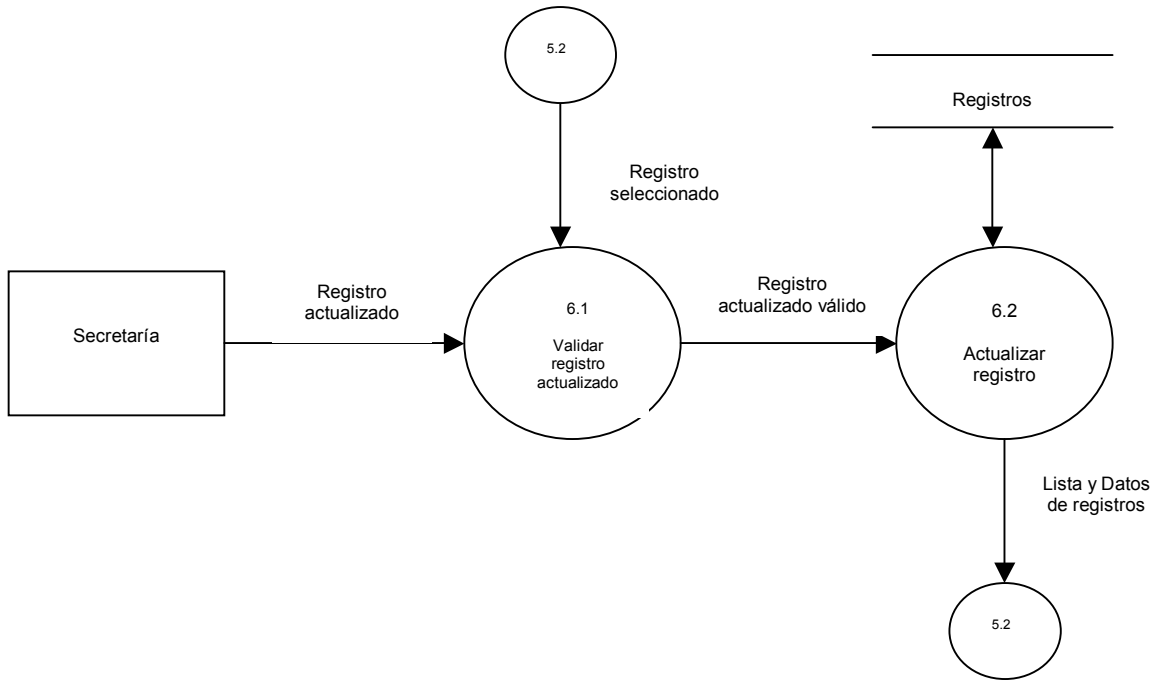 5.2
Registros
Registro
seleccionado
Secretaría
Registro
actualizado
6.1
Validar
registro
actualizado
Registro
actualizado válido
6.2
Actualizar
registro
Lista y Datos
de registros
5.2